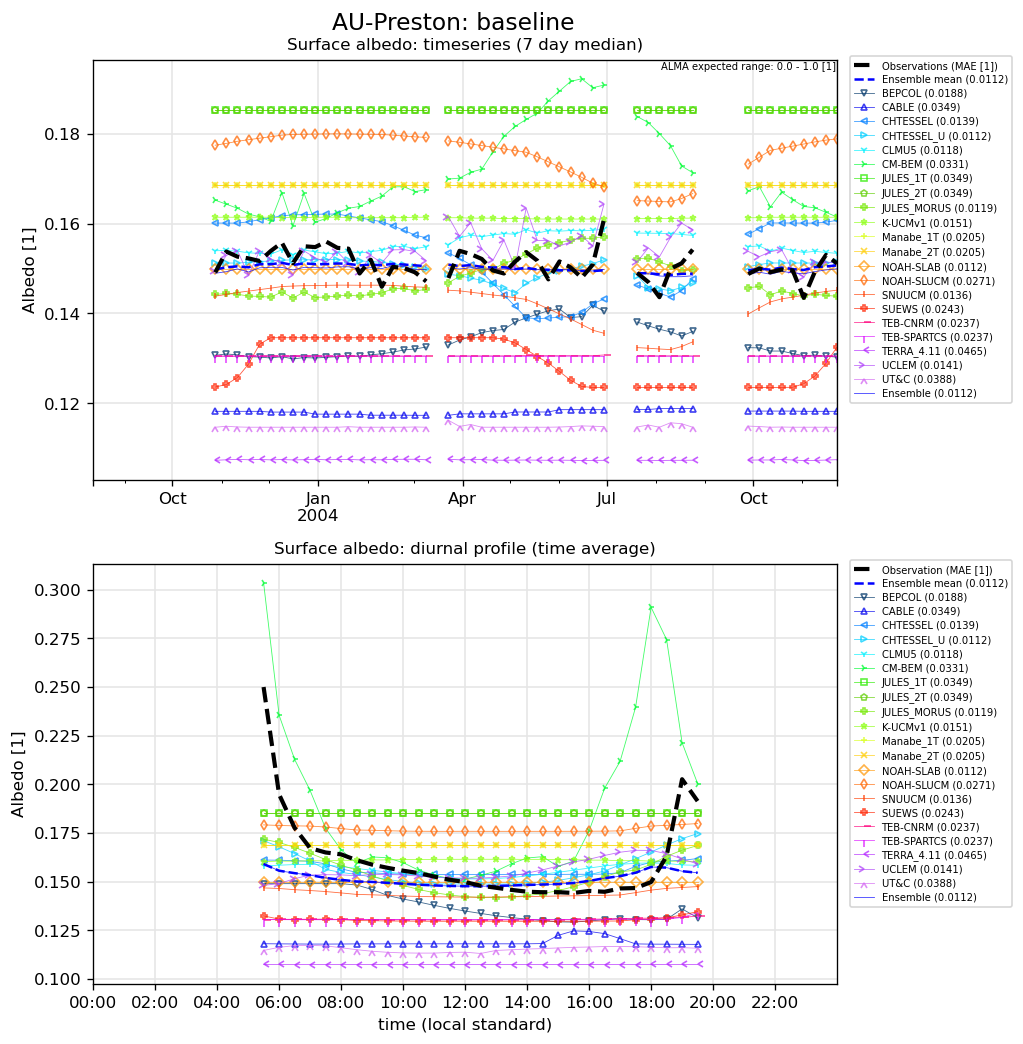 AU-Preston: baseline
Surface albedo: timeseries (7 day median)
ALMA expected range: 0.0 - 1.0 [1]
Albedo [1]
0.18
0.16
0.14
0.12
Oct
Jan
2004
Apr
Jul
Oct
Observations (MAE [1])
Ensemble mean (0.0112)
BEPCOL (0.0188)
CABLE (0.0349)
CHTESSEL (0.0139)
CHTESSEL_U (0.0112)
CLMU5 (0.0118)
CM-BEM (0.0331)
JULES_1T (0.0349)
JULES_2T (0.0349)
JULES_MORUS (0.0119)
K-UCMv1 (0.0151)
Manabe_1T (0.0205)
Manabe_2T (0.0205)
NOAH-SLAB (0.0112)
NOAH-SLUCM (0.0271)
SNUUCM (0.0136)
SUEWS (0.0243)
TEB-CNRM (0.0237)
TEB-SPARTCS (0.0237)
TERRA_4.11 (0.0465)
UCLEM (0.0141)
UT&C (0.0388)
Ensemble (0.0112)
Surface albedo: diurnal profile (time average)
Albedo [1]
0.300
0.275
0.250
0.225
0.200
0.175
0.150
0.125
0.100
00:00
02:00
04:00
06:00
08:00
10:00
12:00
14:00
16:00
18:00
20:00
22:00
time (local standard)
Observation (MAE [1])
Ensemble mean (0.0112)
BEPCOL (0.0188)
CABLE (0.0349)
CHTESSEL (0.0139)
CHTESSEL_U (0.0112)
CLMU5 (0.0118)
CM-BEM (0.0331)
JULES_1T (0.0349)
JULES_2T (0.0349)
JULES_MORUS (0.0119)
K-UCMv1 (0.0151)
Manabe_1T (0.0205)
Manabe_2T (0.0205)
NOAH-SLAB (0.0112)
NOAH-SLUCM (0.0271)
SNUUCM (0.0136)
SUEWS (0.0243)
TEB-CNRM (0.0237)
TEB-SPARTCS (0.0237)
TERRA_4.11 (0.0465)
UCLEM (0.0141)
UT&C (0.0388)
Ensemble (0.0112)